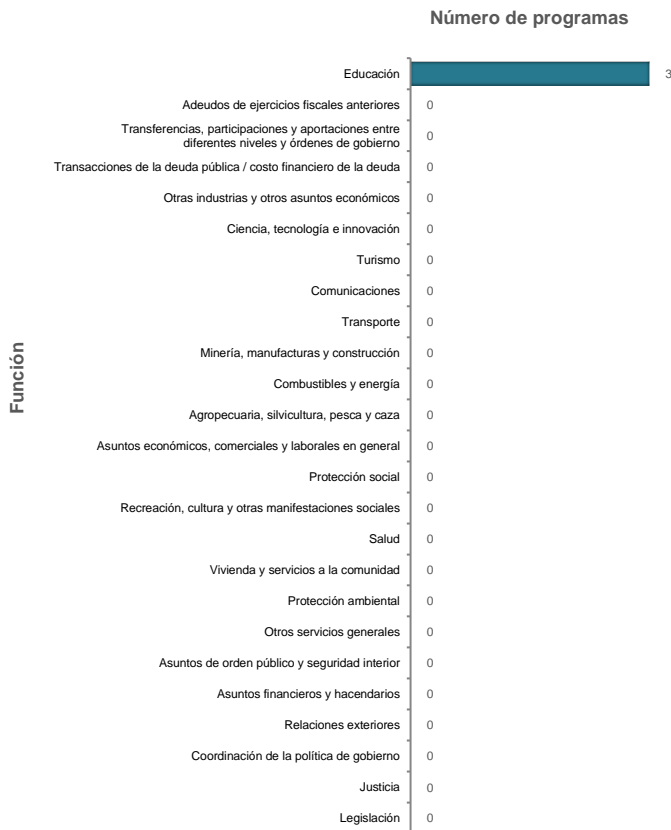 Número de programas
Función
Educación 3
Adeudos de ejercicios fiscales anteriores 0
Transferencias, participaciones y aportaciones entre
diferentes niveles y órdenes de gobierno 0
Transacciones de la deuda pública / costo financiero de la deuda 0
Otras industrias y otros asuntos económicos 0
Ciencia, tecnología e innovación 0
Turismo 0
Comunicaciones 0
Transporte 0
Minería, manufacturas y construcción 0
Combustibles y energía 0
Agropecuaria, silvicultura, pesca y caza 0
Asuntos económicos, comerciales y laborales en general 0
Protección social 0
Recreación, cultura y otras manifestaciones sociales 0
Salud 0
Vivienda y servicios a la comunidad 0
Protección ambiental 0
Otros servicios generales 0
Asuntos de orden público y seguridad interior 0
Asuntos financieros y hacendarios 0
Relaciones exteriores 0
Coordinación de la política de gobierno 0
Justicia 0
Legislación 0